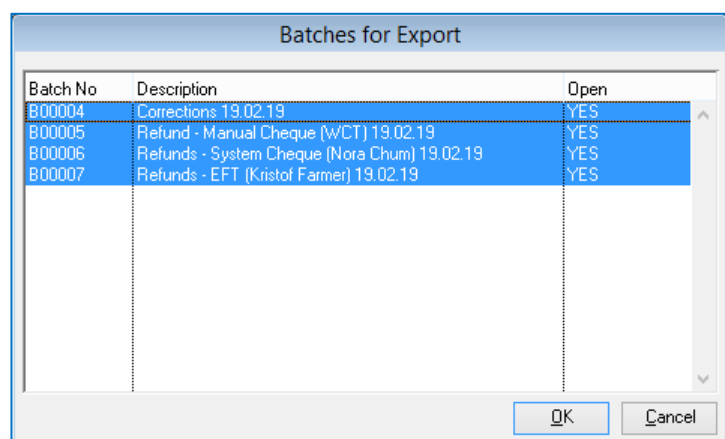 Batches for Export
Batch No Description Open
B00004 Corrections 19.02.19 YES
B00005 Refund - Manual Cheque (WCT) 19.02.19 YES
B00006 Refunds - System Cheque (Nora Chum) 19.02.19 YES
B00007 Refunds - EFT (Kristof Farmer) 19.02.19 YES
OK Cancel